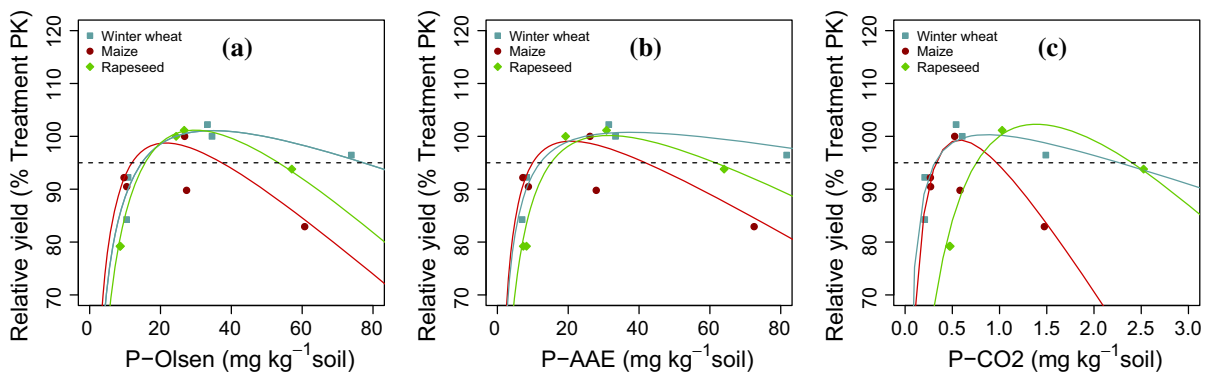 Relative yield (% Treatment PK)
120
110
100
90
80
70
Winter wheat
Maize
Rapeseed
(a)
0 20 40 60 80
P−Olsen (mg kg−1soil)
Relative yield (% Treatment PK)
120
110
100
90
80
70
Winter wheat
Maize
Rapeseed
(b)
0 20 40 60 80
P−AAE (mg kg−1soil)
Relative yield (% Treatment PK)
120
110
100
90
80
70
Winter wheat
Maize
Rapeseed
(c)
0.0 0.5 1.0 1.5 2.0 2.5 3.0
P−CO2 (mg kg−1soil)